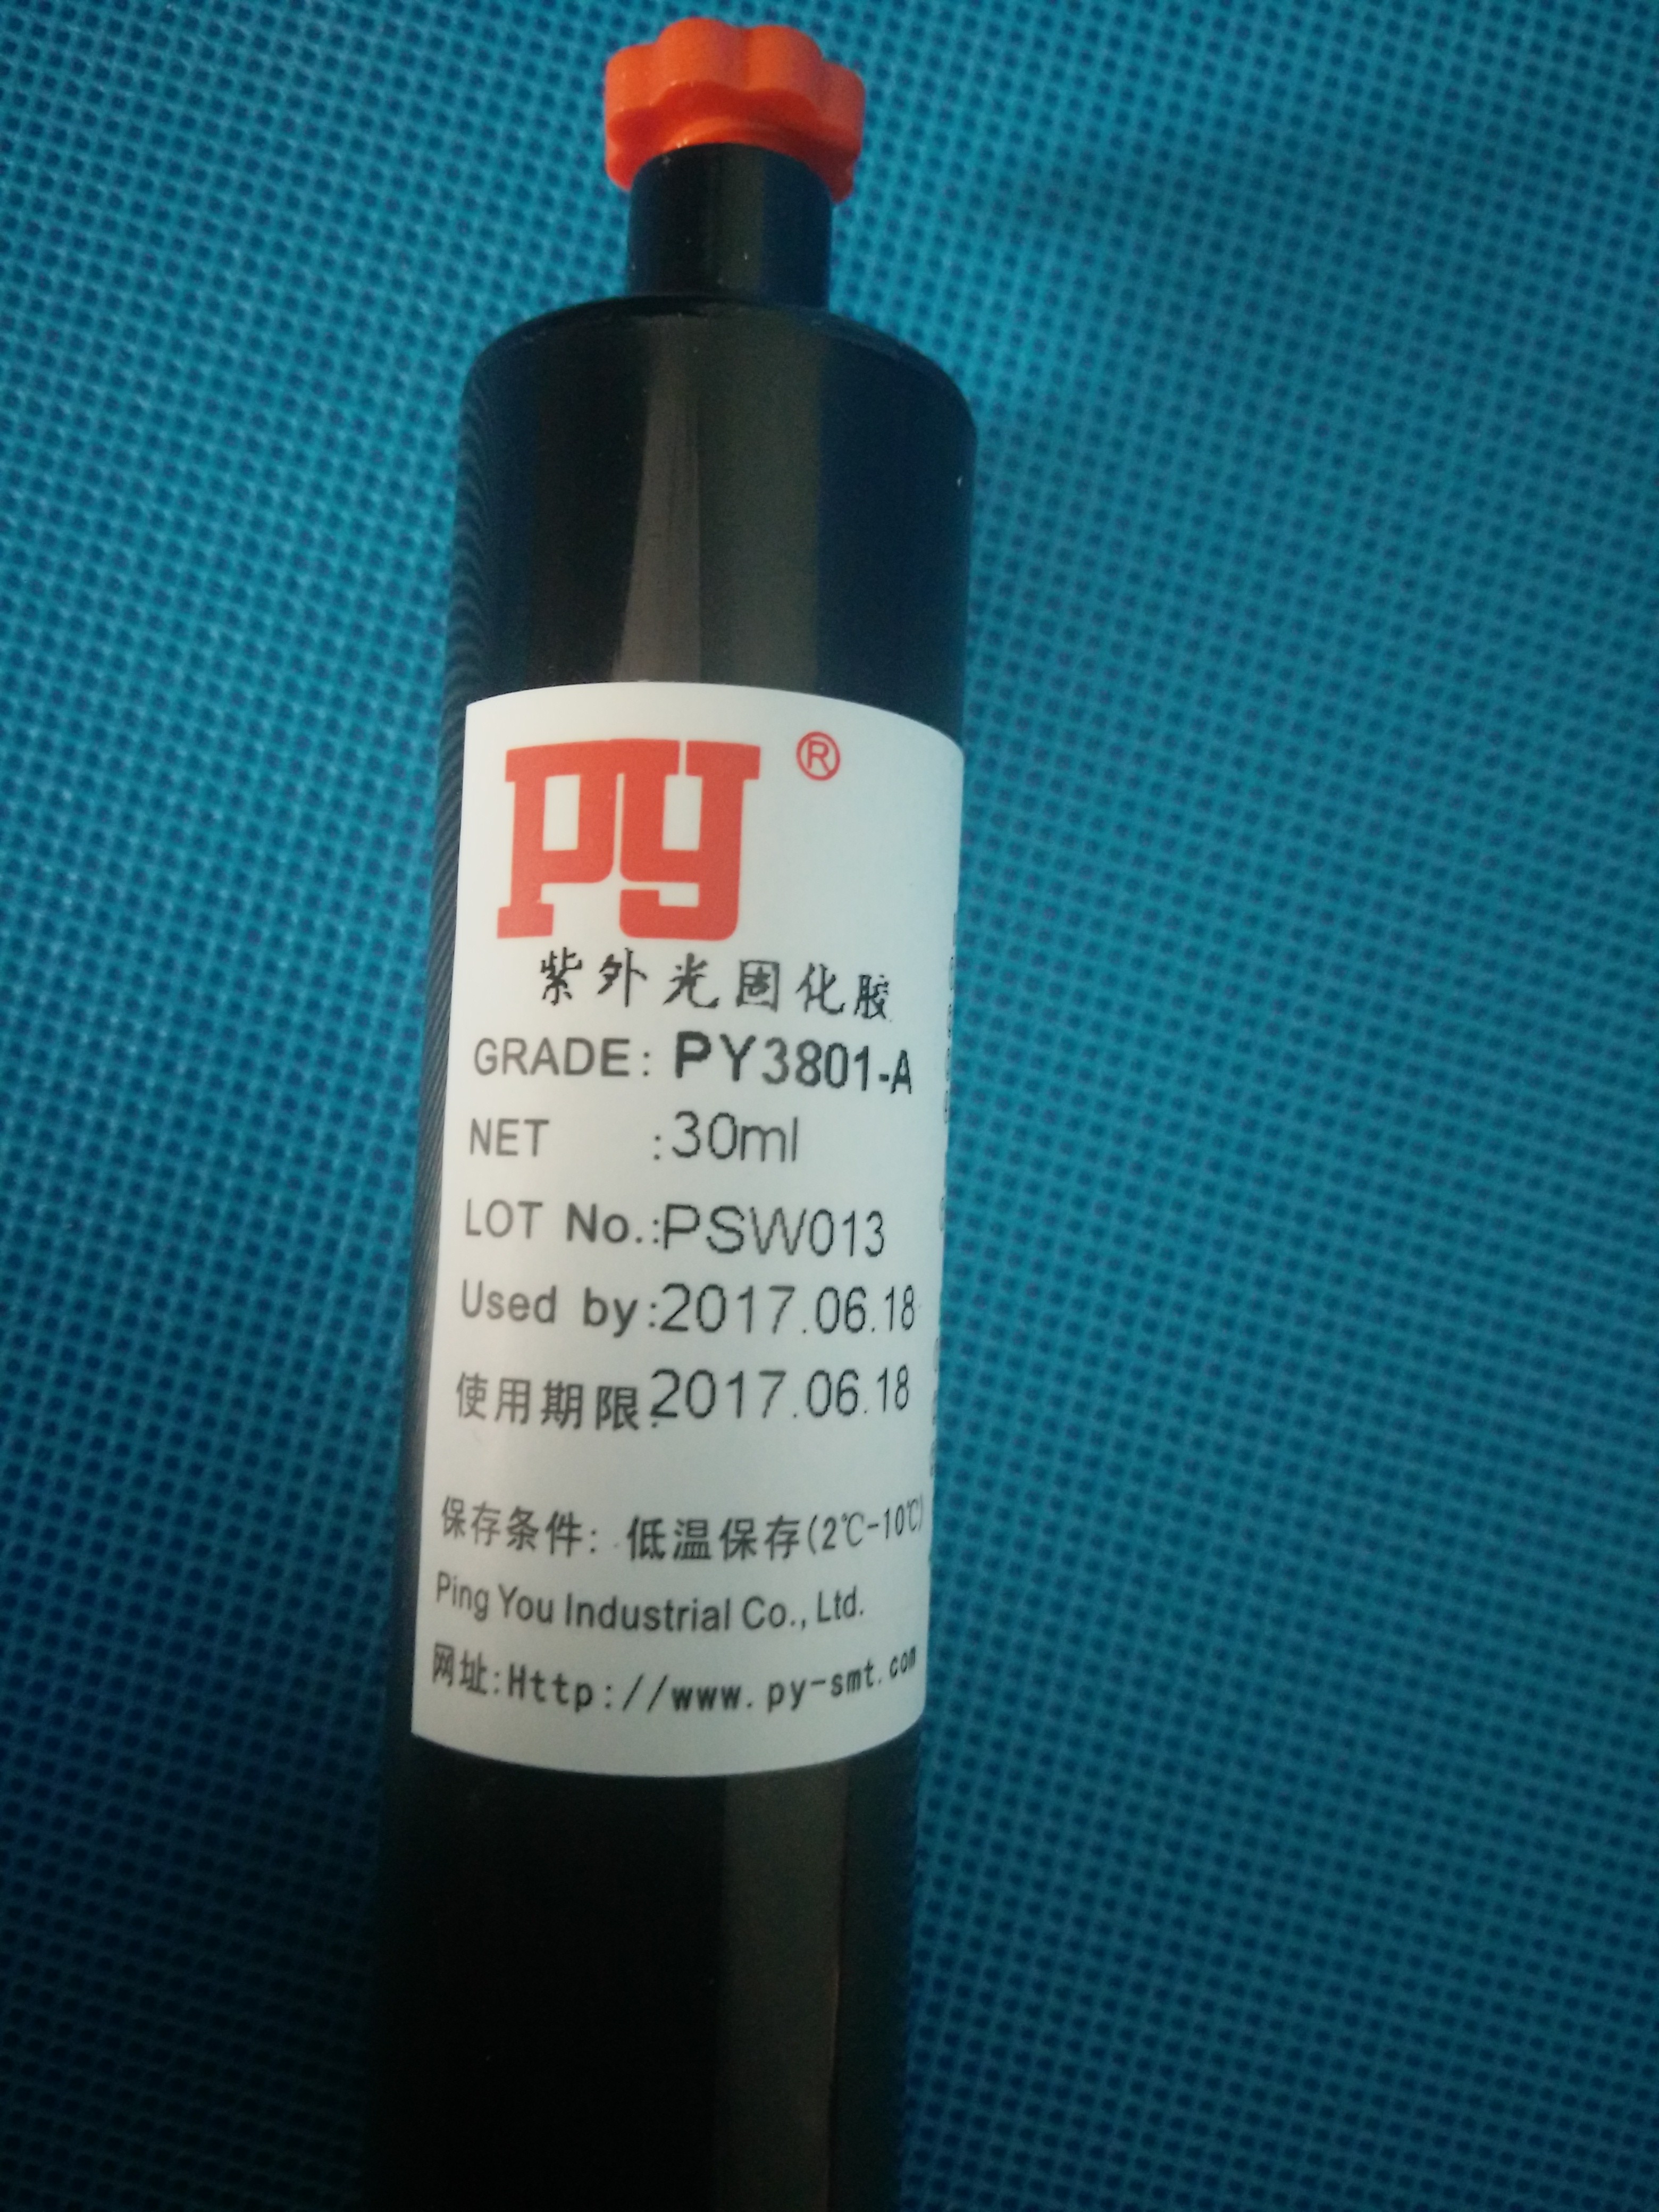 PY ®
紫外光固化胶
GRADE: PY3801-A
NET :30ml
LOT No.:PSW013
Used by:2017.06.18
使用期限:2017.06.18
保存条件: 低温保存(2℃-10℃)
Ping You Industrial Co., Ltd.
网址:Http://www.py-smt.com